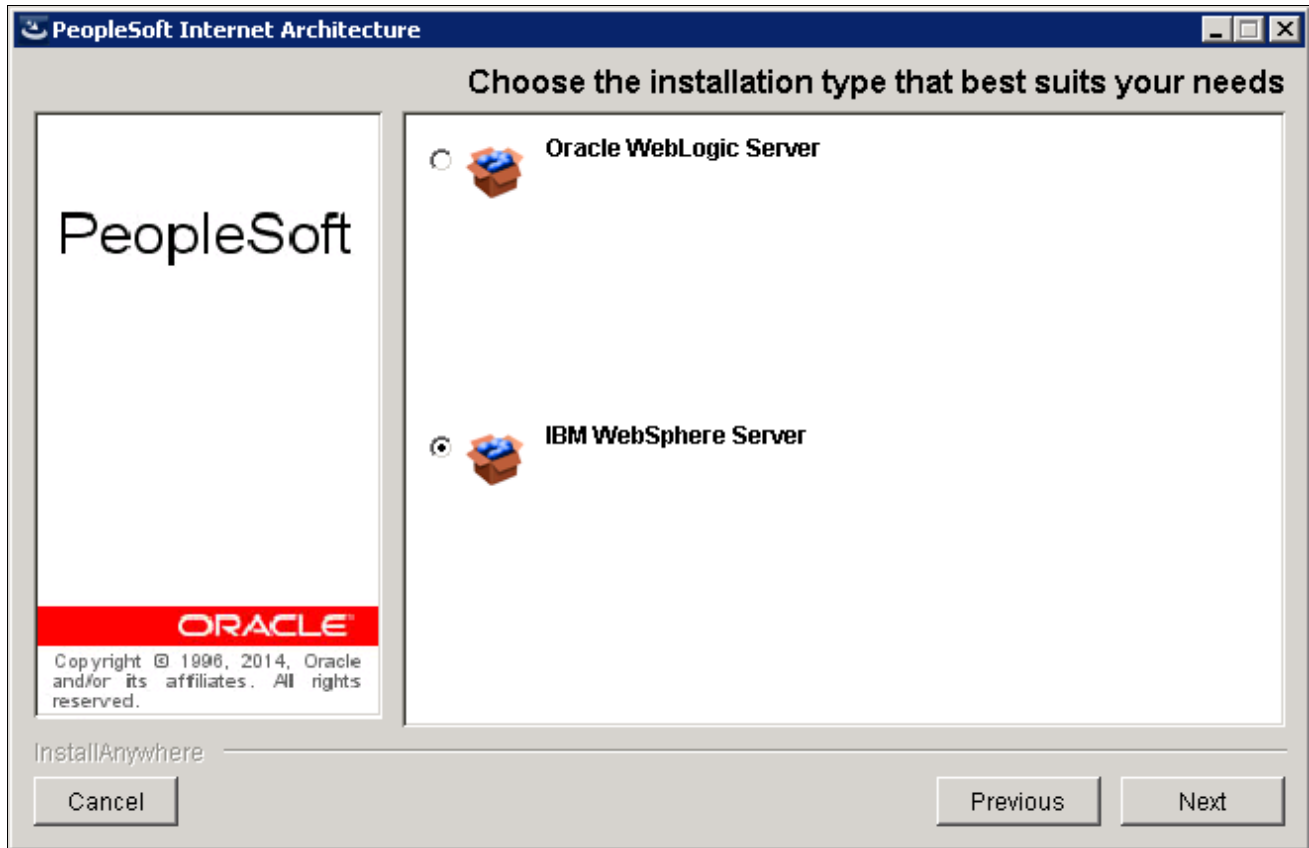 PeopleSoft Internet Architecture
Choose the installation type that best suits your needs
PeopleSoft
ORACLE
Copyright © 1996, 2014, Oracle
and/or its affiliates. All rights
reserved.
Oracle WebLogic Server
IBM WebSphere Server
InstallAnywhere
Cancel
Previous
Next